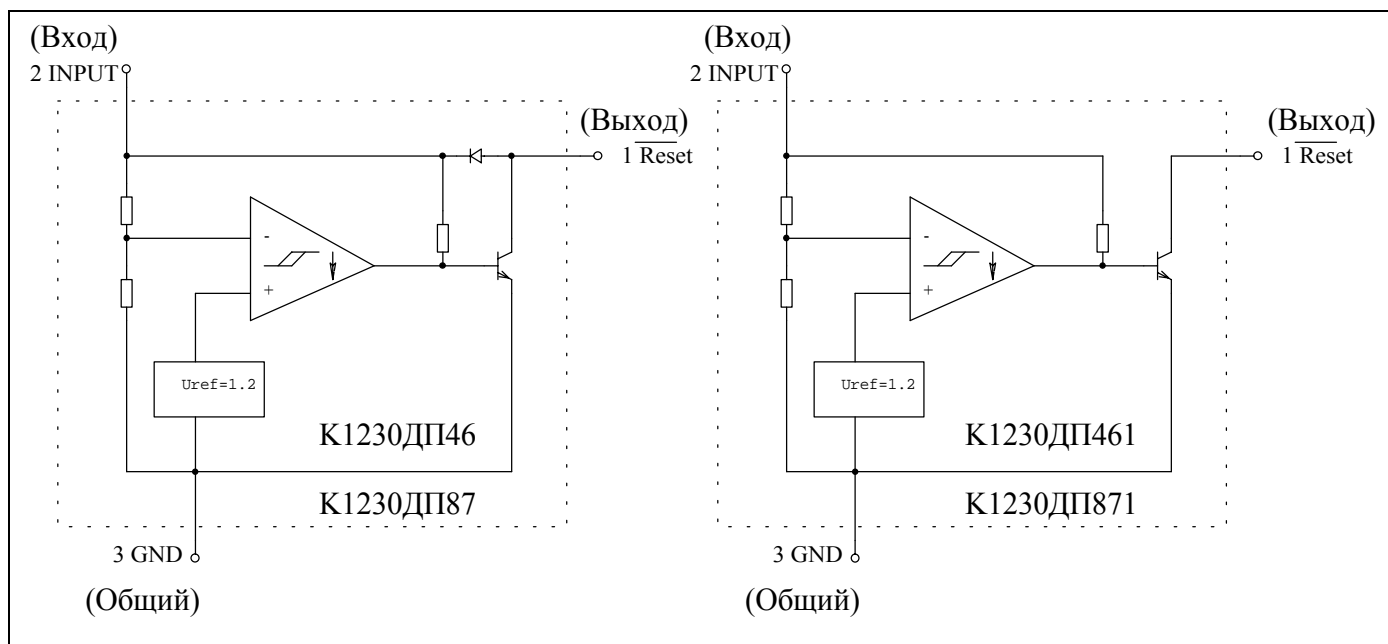 (Вход)
2 INPUT
(Выход)
1 Reset
-
+
Uref=1.2
К1230ДП46
К1230ДП87
3 GND
(Общий)
(Вход)
2 INPUT
(Выход)
1 Reset
-
+
Uref=1.2
К1230ДП461
К1230ДП871
3 GND
(Общий)